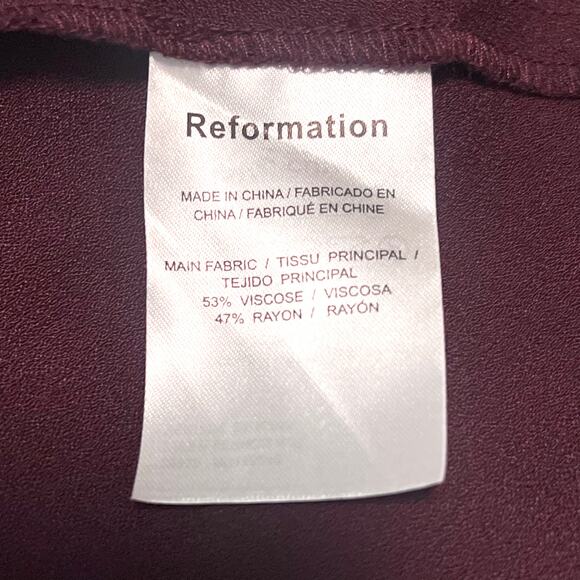 Reformation
MADE IN CHINA / FABRICADO EN
CHINA / FABRIQUÉ EN CHINE
MAIN FABRIC / TISSU PRINCIPAL /
TEJIDO PRINCIPAL
53% VISCOSE / VISCOSA
47% RAYON / RAYÓN